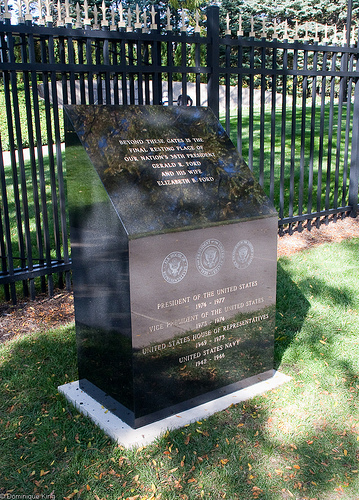 BEYOND THESE GATES IS THE
FINAL RESTING PLACE OF
OUR NATION'S 38TH PRESIDENT
GERALD R. FORD
AND HIS WIFE
ELIZABETH B. FORD
PRESIDENT OF THE UNITED STATES
1974 - 1977
VICE PRESIDENT OF THE UNITED STATES
1973 - 1974
UNITED STATES HOUSE OF REPRESENTATIVES
1949 - 1973
UNITED STATES NAVY
1942 - 1946
©Dominique King